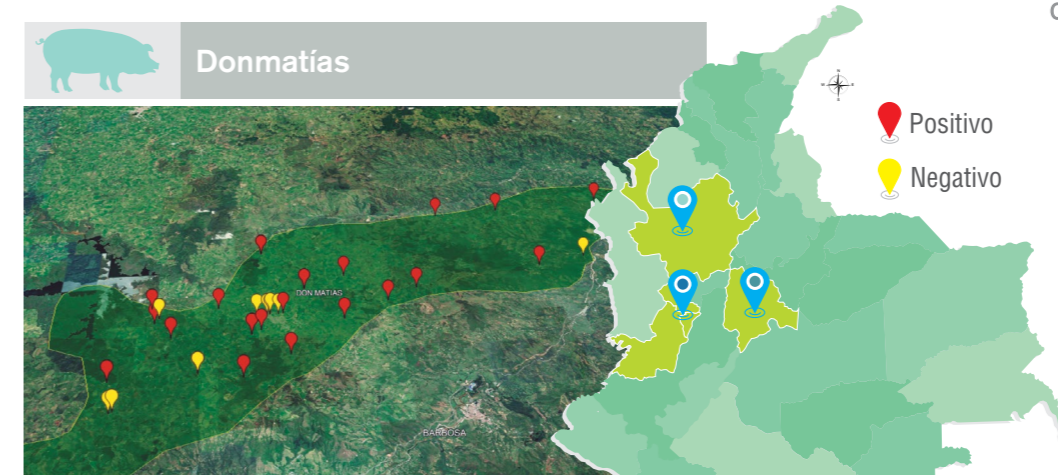 Donmatías
Positivo
Negativo
DON MATIAS
BARBOSA